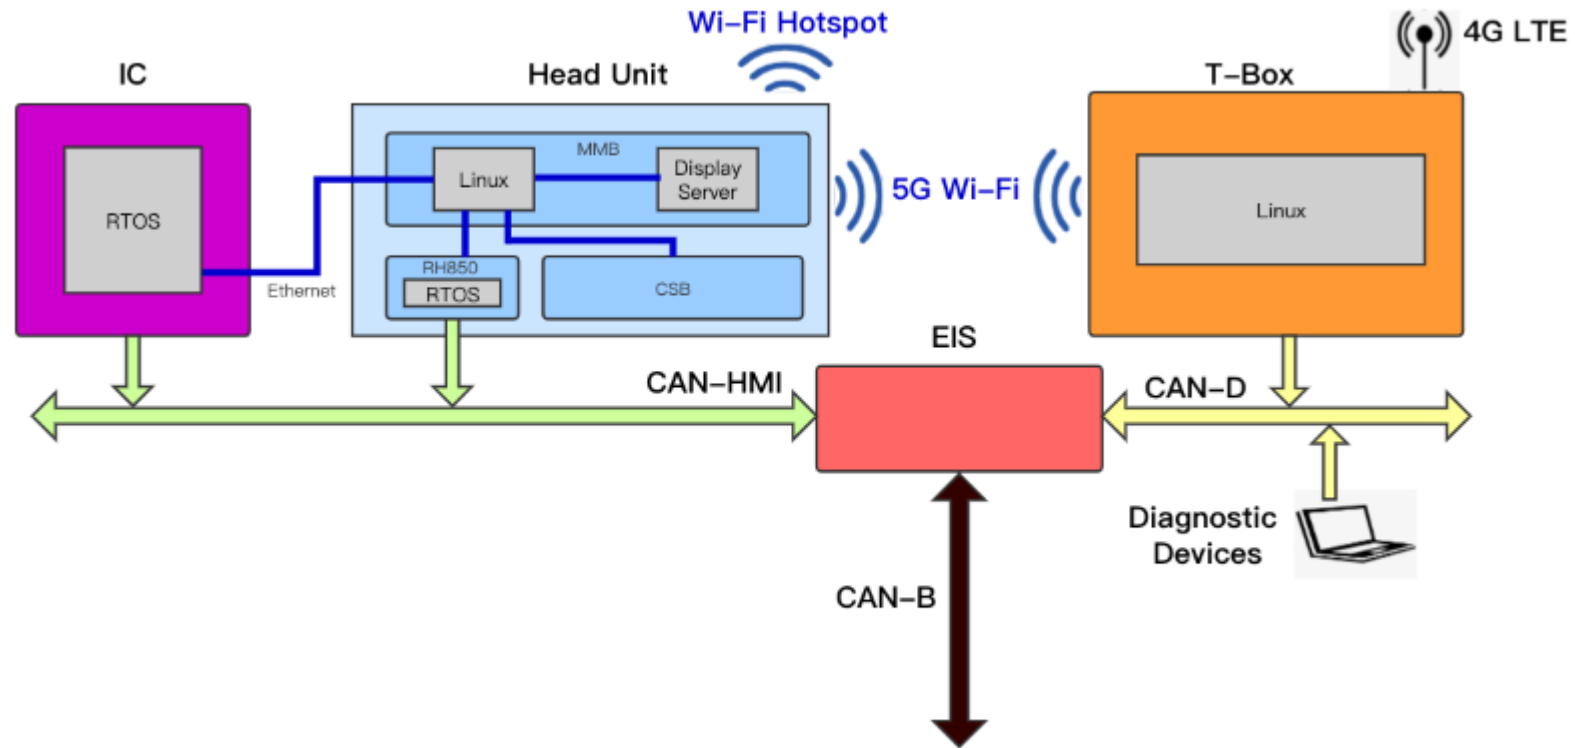 Wi–Fi Hotspot
4G LTE
IC
Head Unit
T–Box
MMB
Linux
Display
Server
5G Wi–Fi
RTOS
Linux
RH850
RTOS
CSB
Ethernet
EIS
CAN–HMI
CAN–D
Diagnostic
Devices
CAN–B